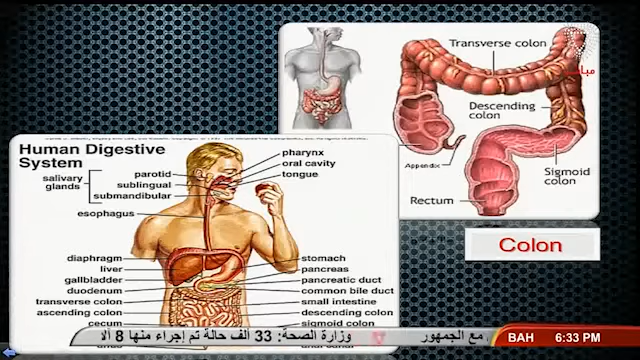 Human Digestive
System
salivary
glands
parotid
sublingual
submandibular
esophagus
pharynx
oral cavity
tongue
diaphragm
liver
gallbladder
duodenum
transverse colon
ascending colon
cecum
stomach
pancreas
pancreatic duct
common bile duct
small intestine
descending colon
sigmoid colon
Transverse colon
Descending
colon
Appendix
Sigmoid
colon
Rectum
مباشر
Colon
مع الجمهور
وزارة الصحة: 33 ألف حالة تم إجراء منها 8 ألا
BAH 6:33 PM